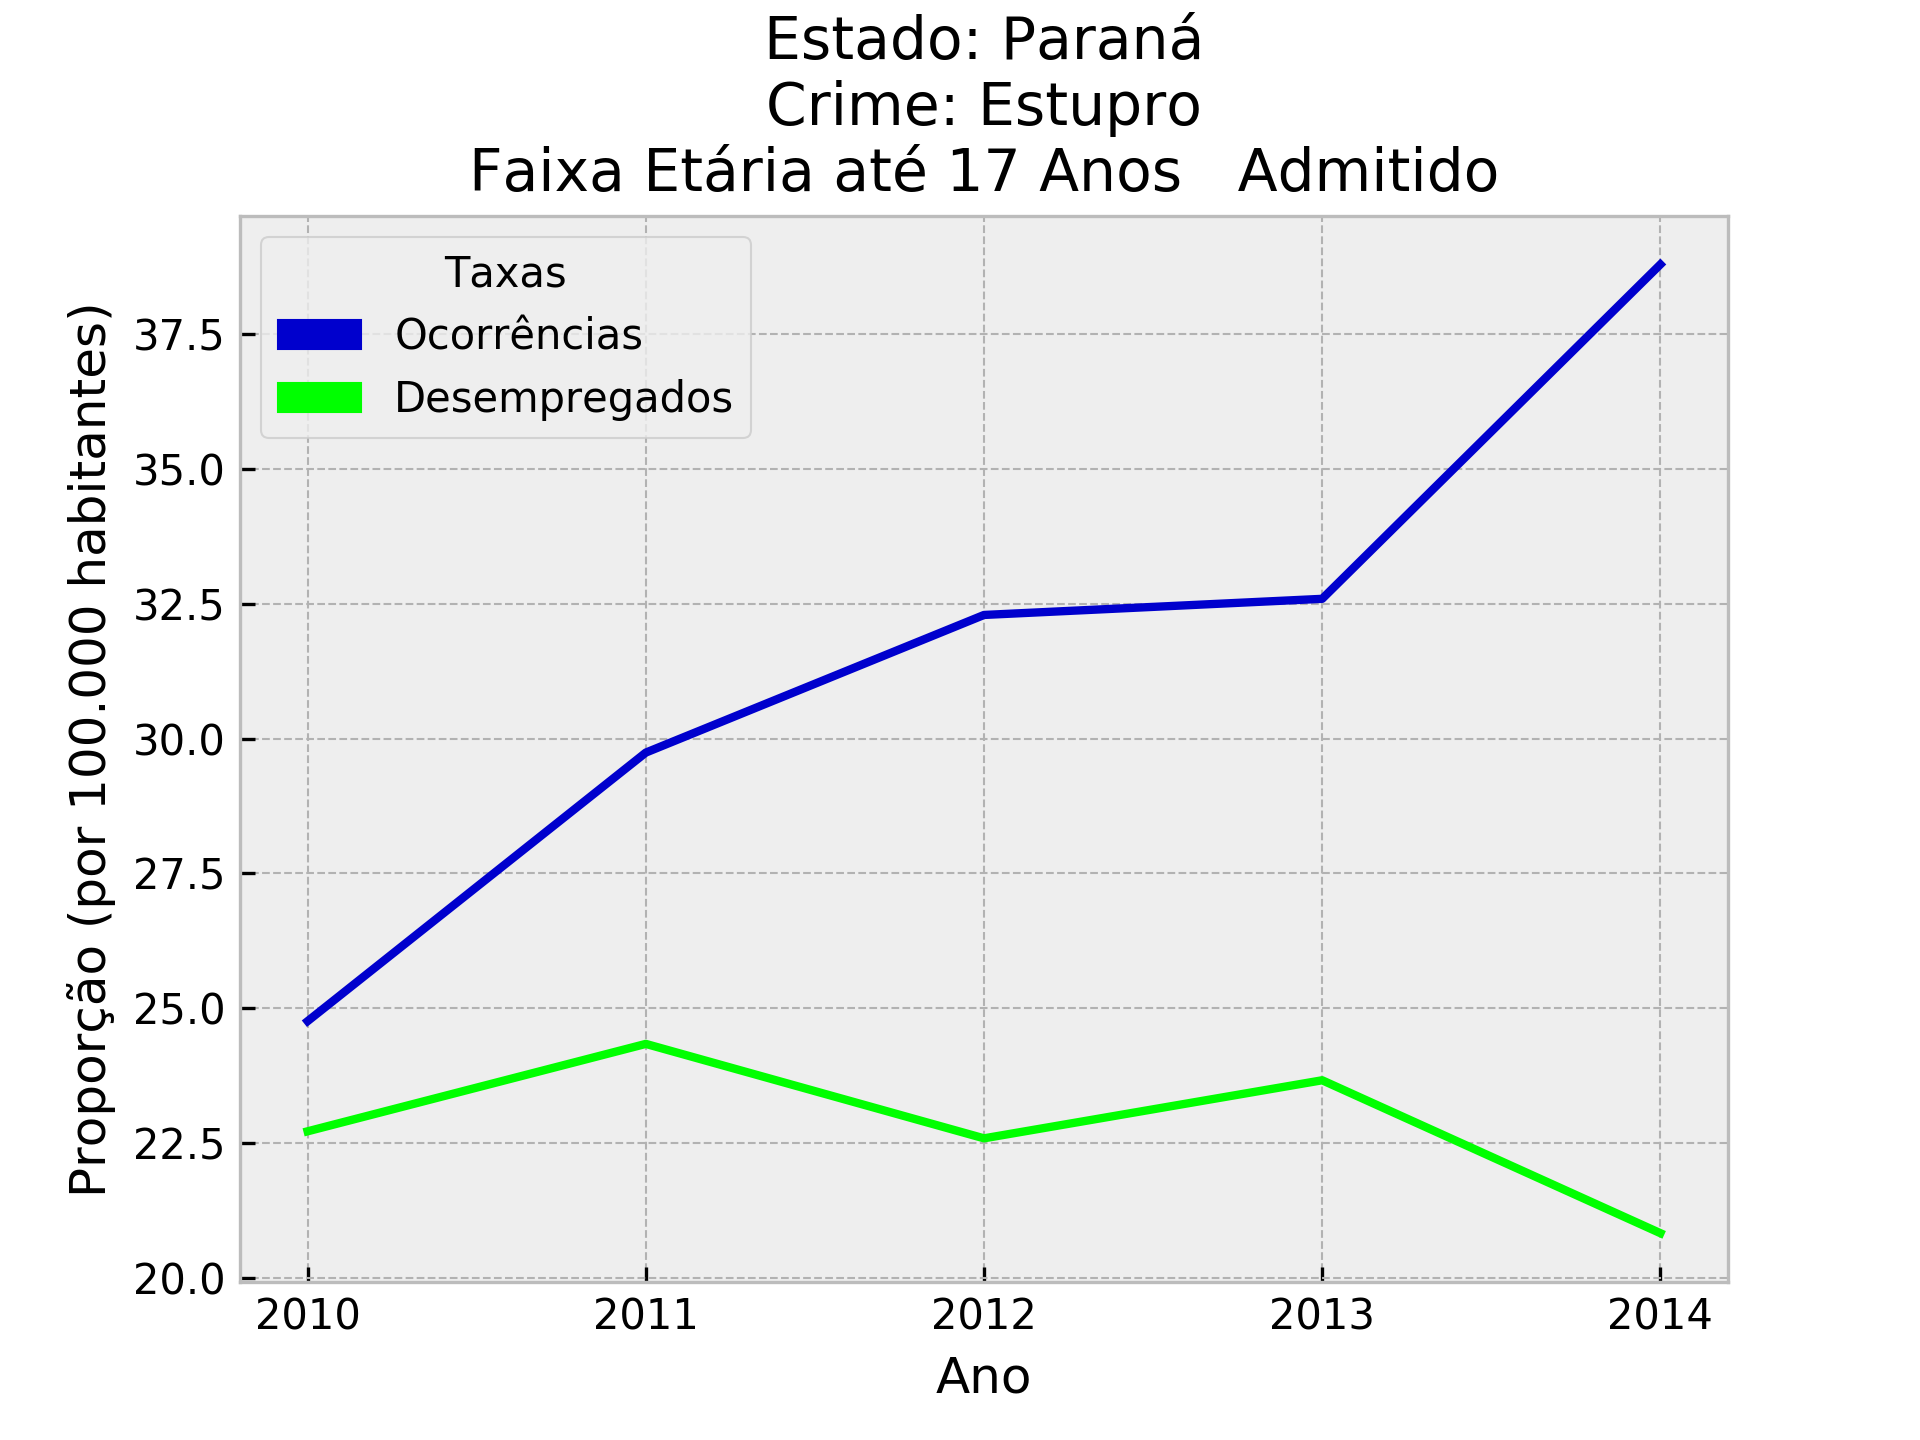 Estado: Paraná
Crime: Estupro
Faixa Etária até 17 Anos   Admitido
Taxas
Ocorrências
Desempregados
Proporção (por 100.000 habitantes)
37.5
35.0
32.5
30.0
27.5
25.0
22.5
20.0
2010 2011 2012 2013 2014
Ano